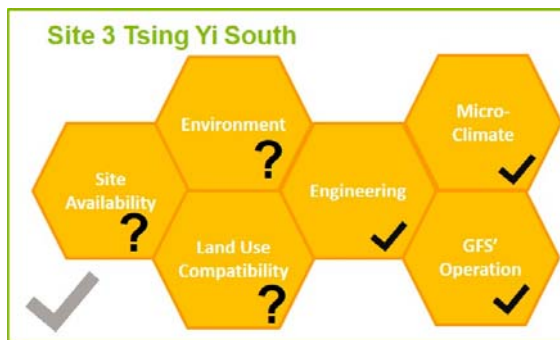 Site 3 Tsing Yi South
Environment
?
Micro-
Climate
Site
Availability
?
Engineering
Land Use
Compatibility
?
GFS'
Operation